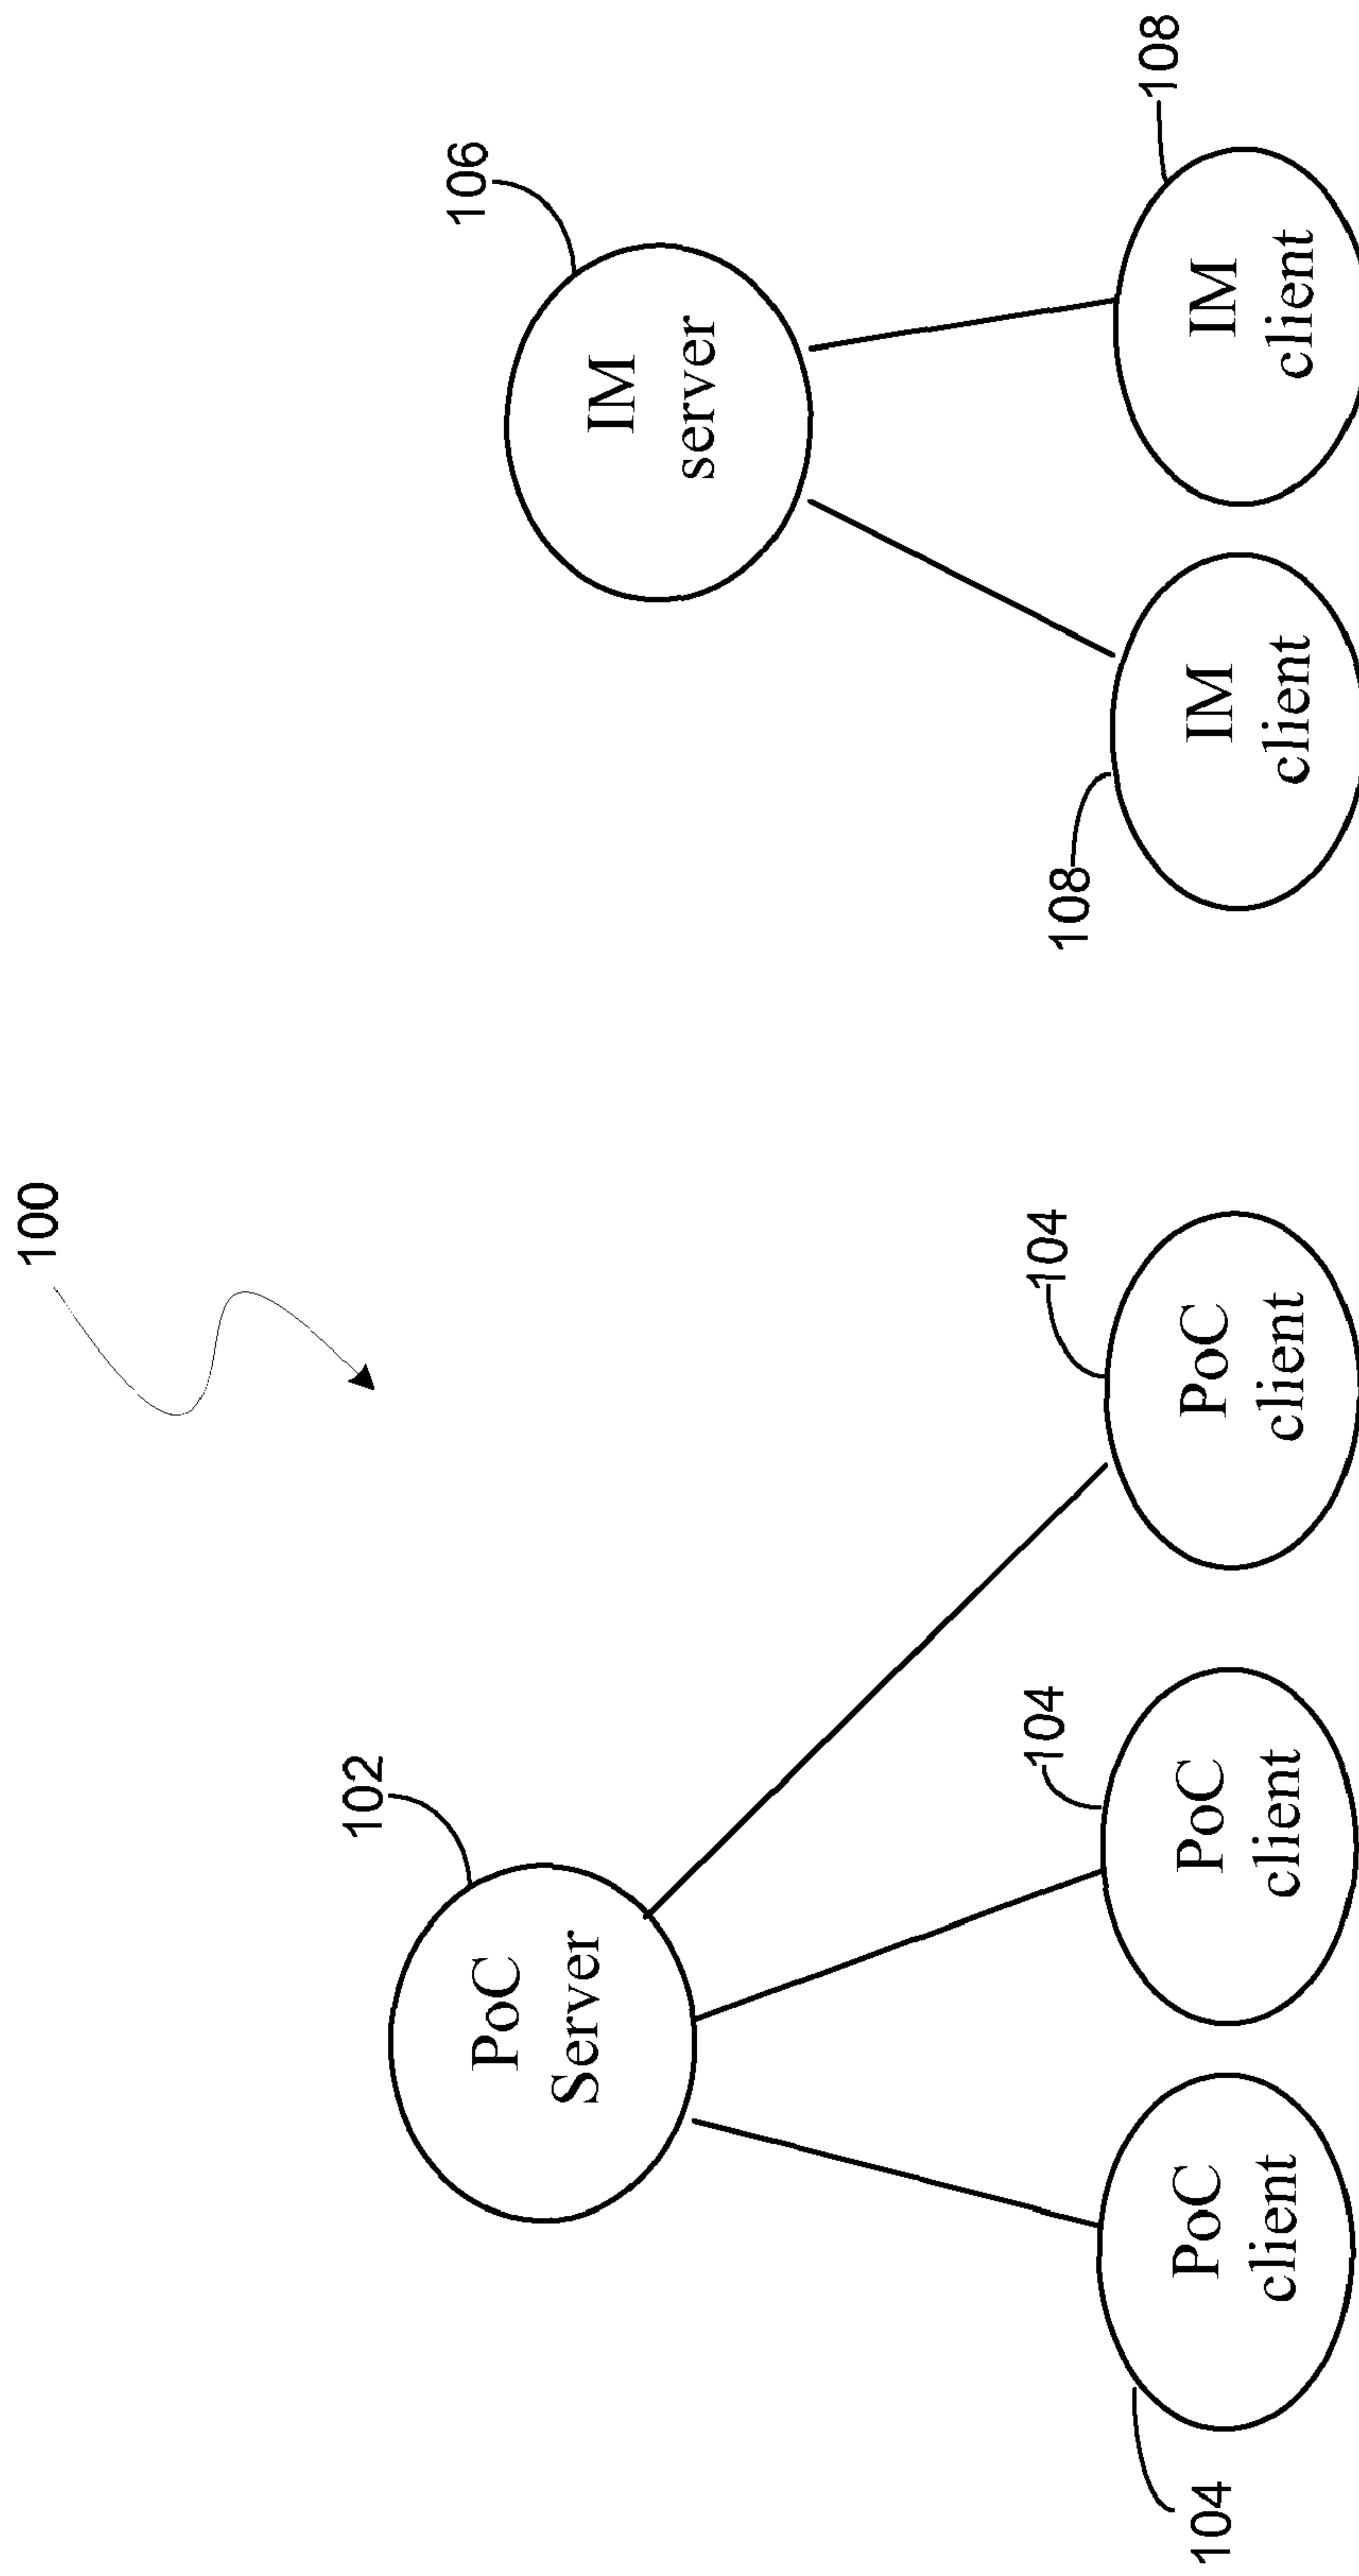 100
102
PoC
Server
106
IM
server
104
PoC
client
104
PoC
client
104
PoC
client
108
IM
client
108
IM
client